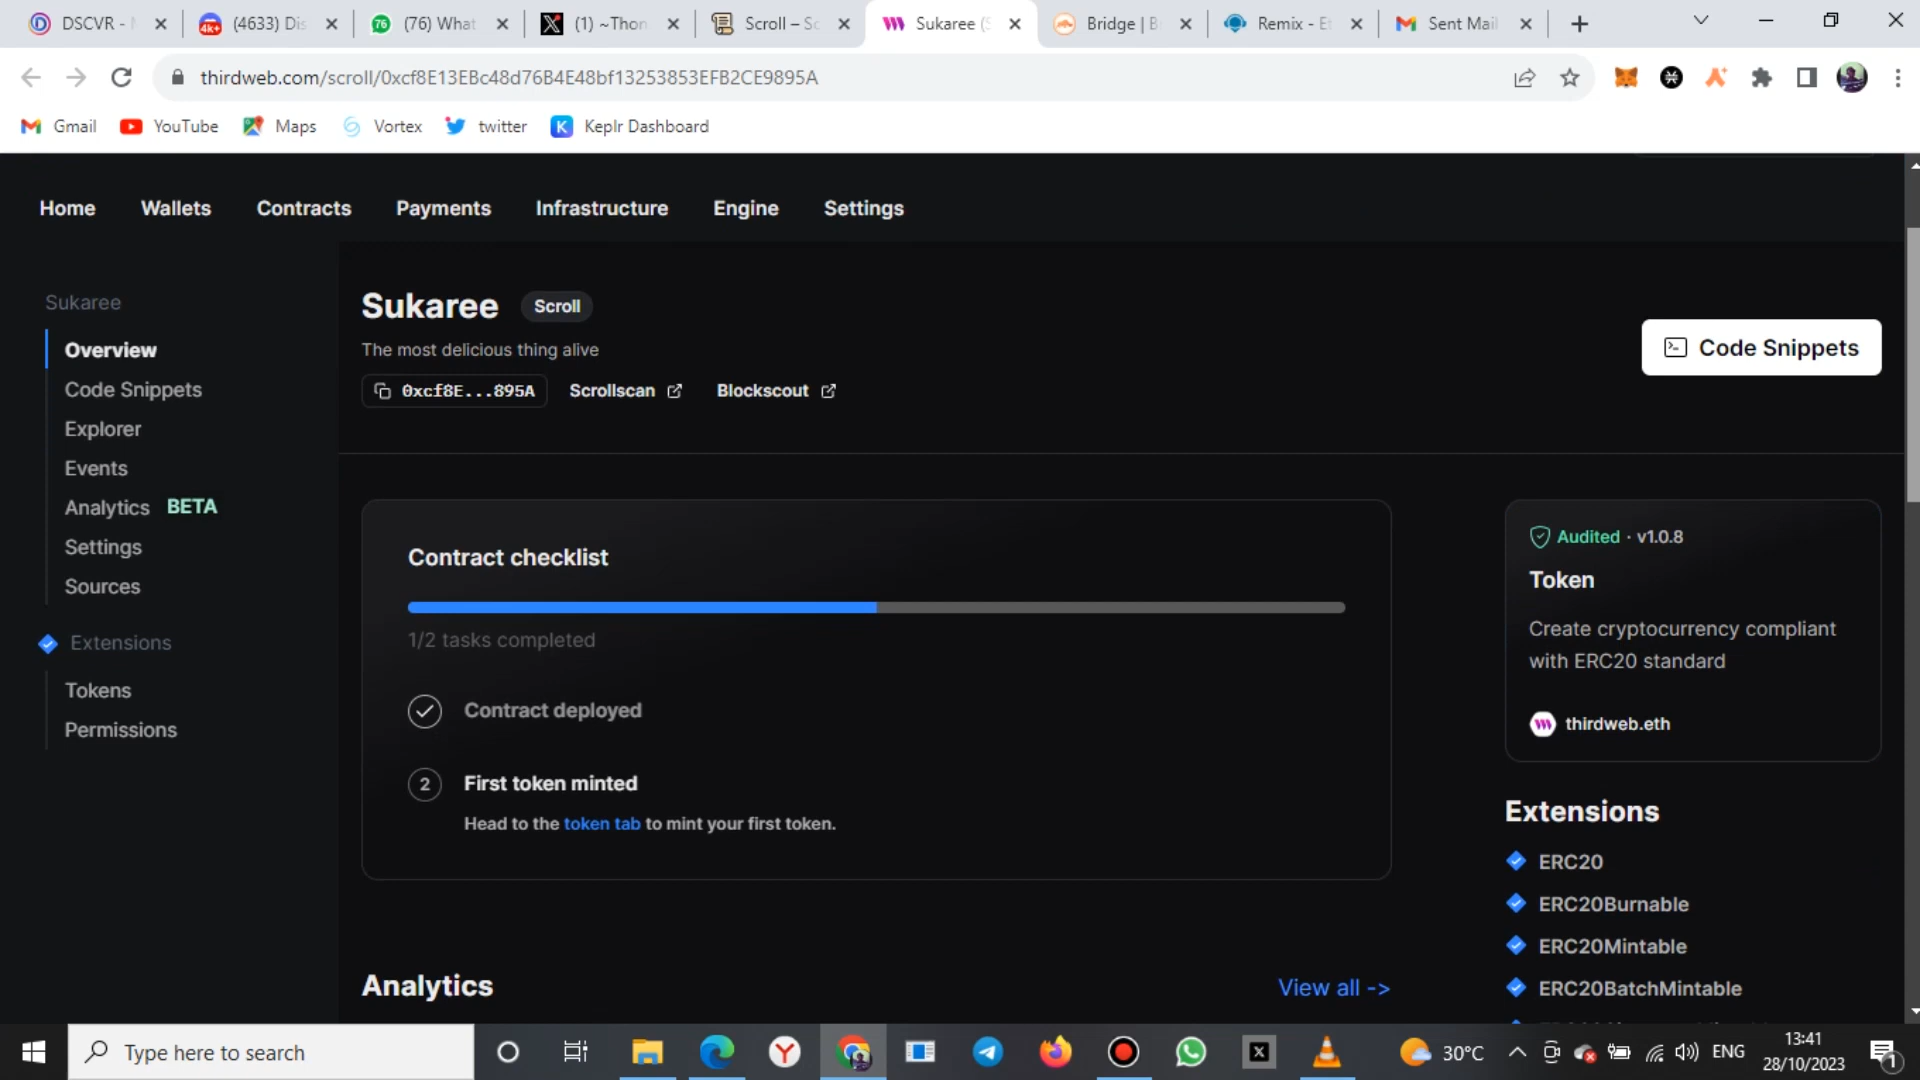 DSCVR -
(4633) Dis
76
(76) What
(1) ~Thon
Scroll – Sc
Sukaree (S
Bridge | B
Remix - Et
Sent Mail
thirdweb.com/scroll/0xcf8E13EBc48d76B4E48bf13253853EFB2CE9895A
Gmail
YouTube
Maps
Vortex
twitter
K
Keplr Dashboard
Home
Wallets
Contracts
Payments
Infrastructure
Engine
Settings
Sukaree
Overview
Code Snippets
Explorer
Events
Analytics BETA
Settings
Sources
Extensions
Tokens
Permissions
Sukaree Scroll
The most delicious thing alive
0xcf8E...895A Scrollscan Blockscout
Code Snippets
Contract checklist
1/2 tasks completed
Contract deployed
2 First token minted
Head to the token tab to mint your first token.
Analytics
View all ->
Audited · v1.0.8
Token
Create cryptocurrency compliant
with ERC20 standard
thirdweb.eth
Extensions
ERC20
ERC20Burnable
ERC20Mintable
ERC20BatchMintable
Type here to search
30°C
ENG
13:41
28/10/2023
1